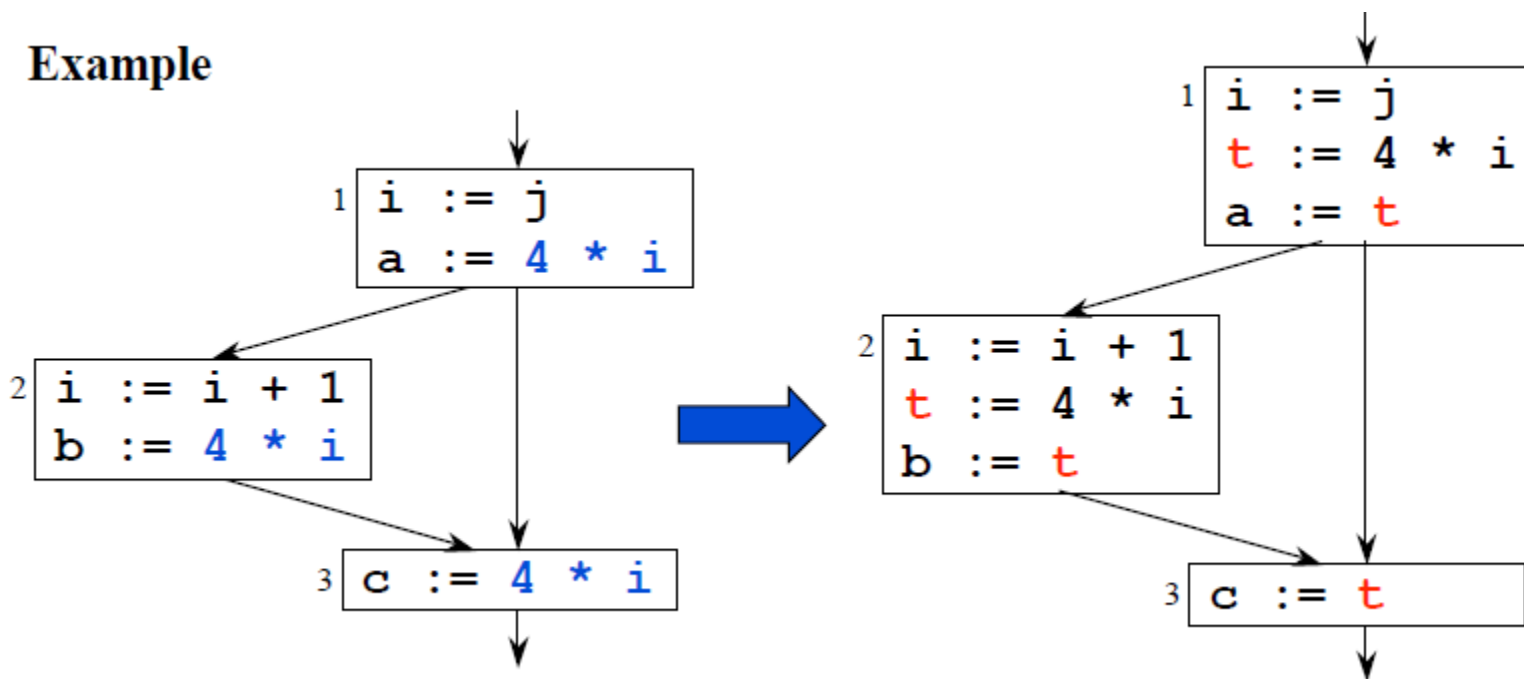 Example
1
i := j
a := 4 * i
2
i := i + 1
b := 4 * i
3
c := 4 * i
1
i := j
t := 4 * i
a := t
2
i := i + 1
t := 4 * i
b := t
3
c := t